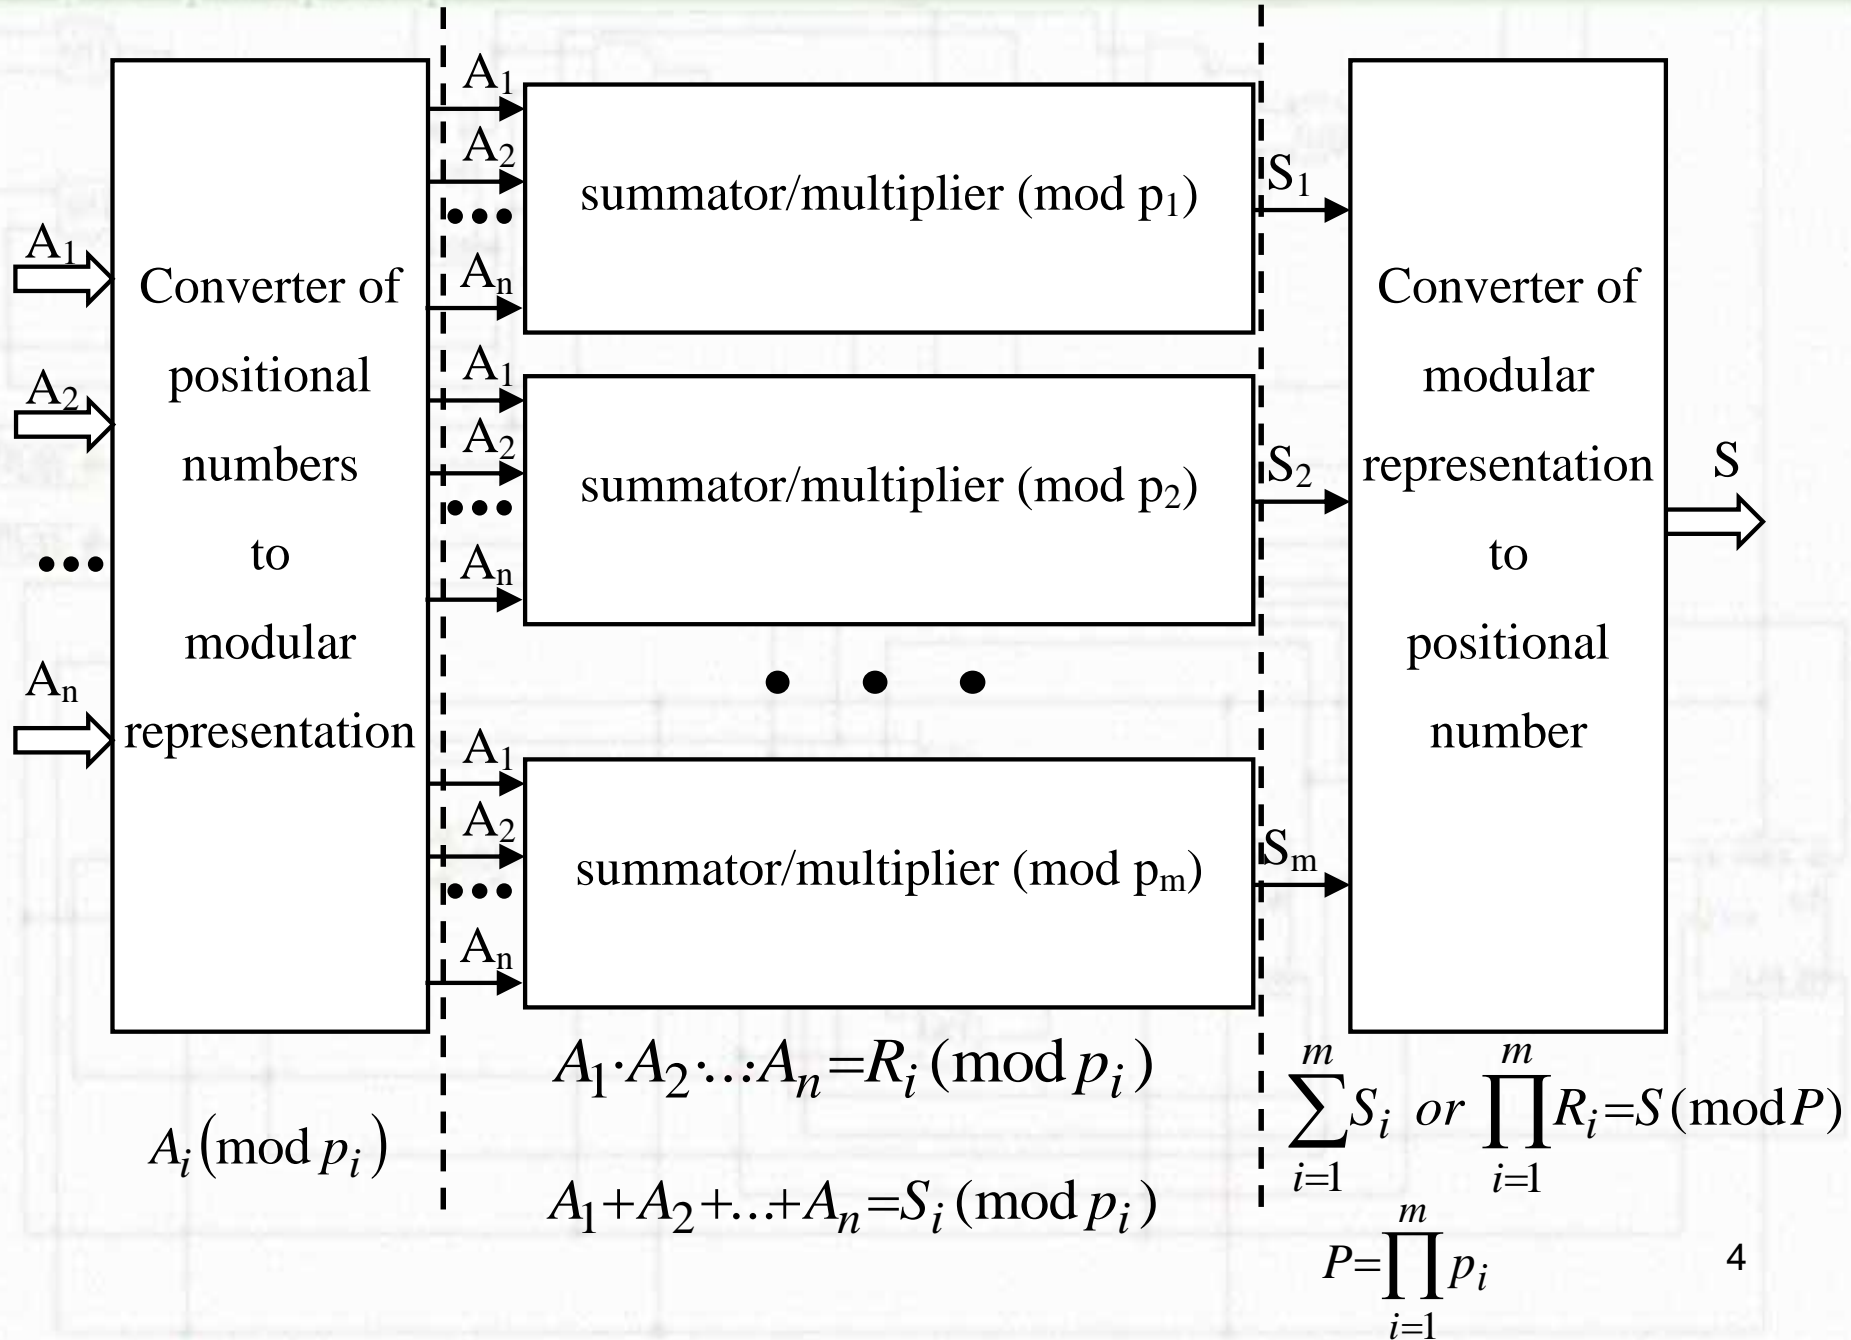 A₁
A₂
•••
Aₙ
Converter of
positional
numbers
to
modular
representation
A₁
A₂
•••
Aₙ
summator/multiplier (mod p₁)
S₁
A₁
A₂
•••
Aₙ
summator/multiplier (mod p₂)
S₂
• • •
A₁
A₂
•••
Aₙ
summator/multiplier (mod pₘ)
Sₘ
Converter of
modular
representation
to
positional
number
S
Aᵢ(mod pᵢ)
A₁·A₂·...·Aₙ=Rᵢ(mod pᵢ)
A₁+A₂+...+Aₙ=Sᵢ(mod pᵢ)
∑ᵢ₌₁ᵐ Sᵢ or ∏ᵢ₌₁ᵐ Rᵢ=S(mod P)
P=∏ᵢ₌₁ᵐ pᵢ
4